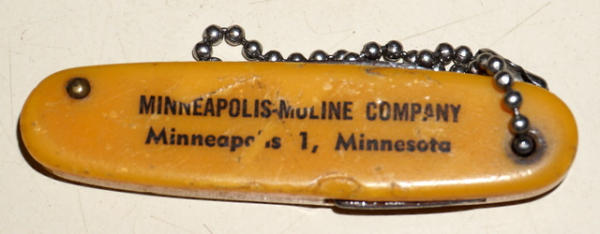 MINNEAPOLIS-MOLINE COMPANY
Minneapolis 1, Minnesota